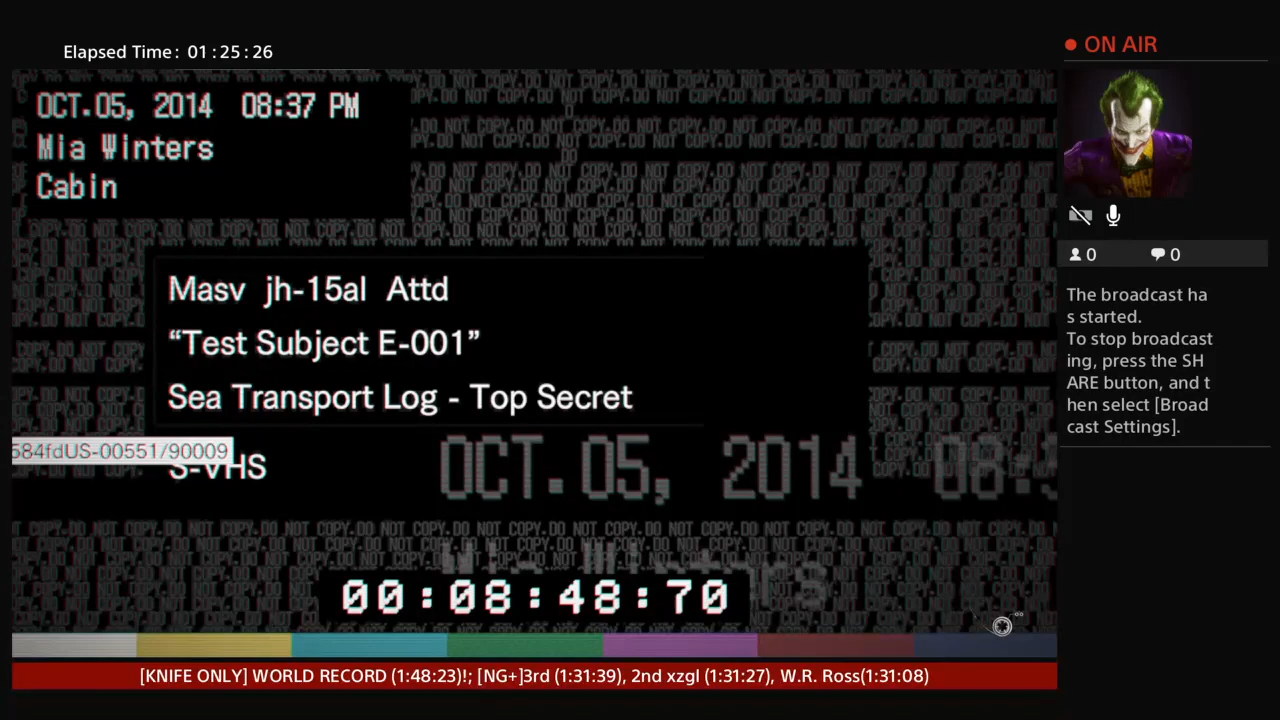 Elapsed Time: 01:25:26
ON AIR
OCT.05, 2014 08:37 PM
Mia Winters
Cabin
Masv jh-15al Attd
“Test Subject E-001”
Sea Transport Log - Top Secret
584fdUS-00551/90009
S-VHS
OCT.05, 2014 08:
Mia Winters
00:08:48:70
[KNIFE ONLY] WORLD RECORD (1:48:23)!; [NG+]3rd (1:31:39), 2nd xzgl (1:31:27), W.R. Ross(1:31:08)
0 0
The broadcast ha
s started.
To stop broadcast
ing, press the SH
ARE button, and t
hen select [Broad
cast Settings].